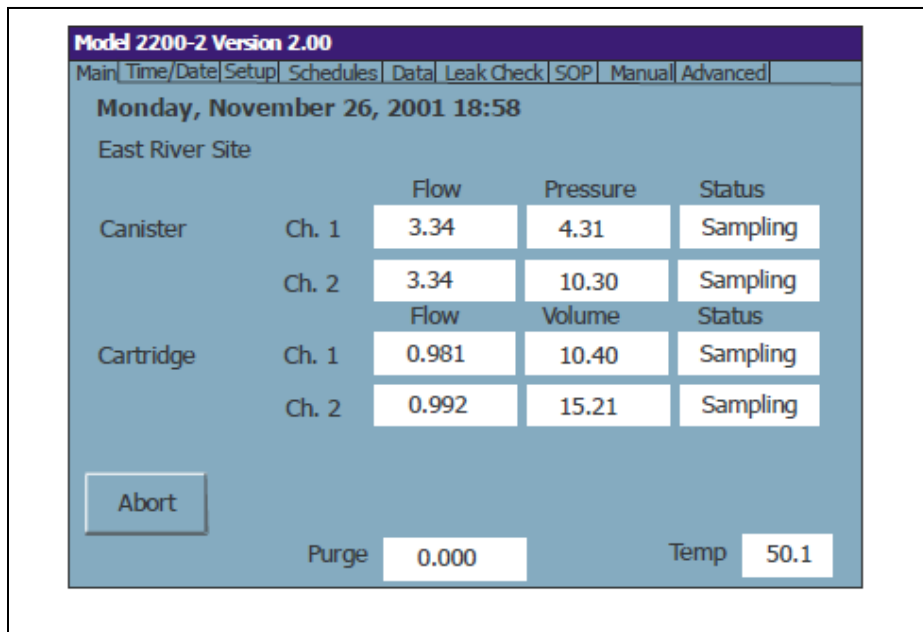 Model 2200-2 Version 2.00
Main Time/Date Setup Schedules Data Leak Check SOP Manual Advanced
Monday, November 26, 2001 18:58
East River Site
Flow Pressure Status
Canister Ch. 1 3.34 4.31 Sampling
Ch. 2 3.34 10.30 Sampling
Flow Volume Status
Cartridge Ch. 1 0.981 10.40 Sampling
Ch. 2 0.992 15.21 Sampling
Abort
Purge 0.000 Temp 50.1